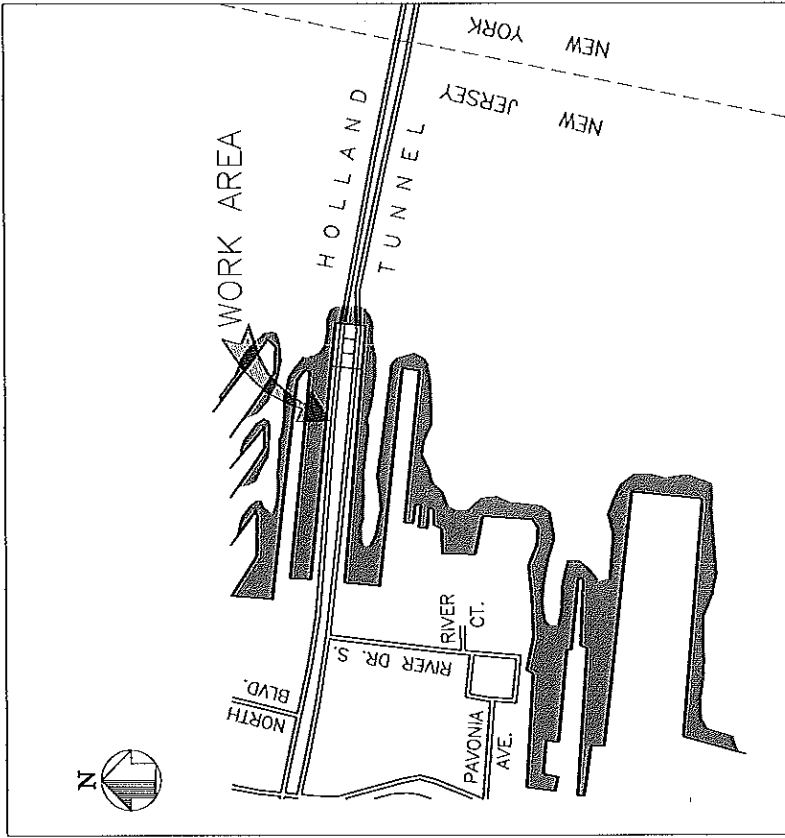 NEW YORK
NEW JERSEY
WORK AREA
HOLLAND
TUNNEL
NORTH
BLVD.
RIVER DR. S.
RIVER
CT.
PAVONIA
AVE.
N